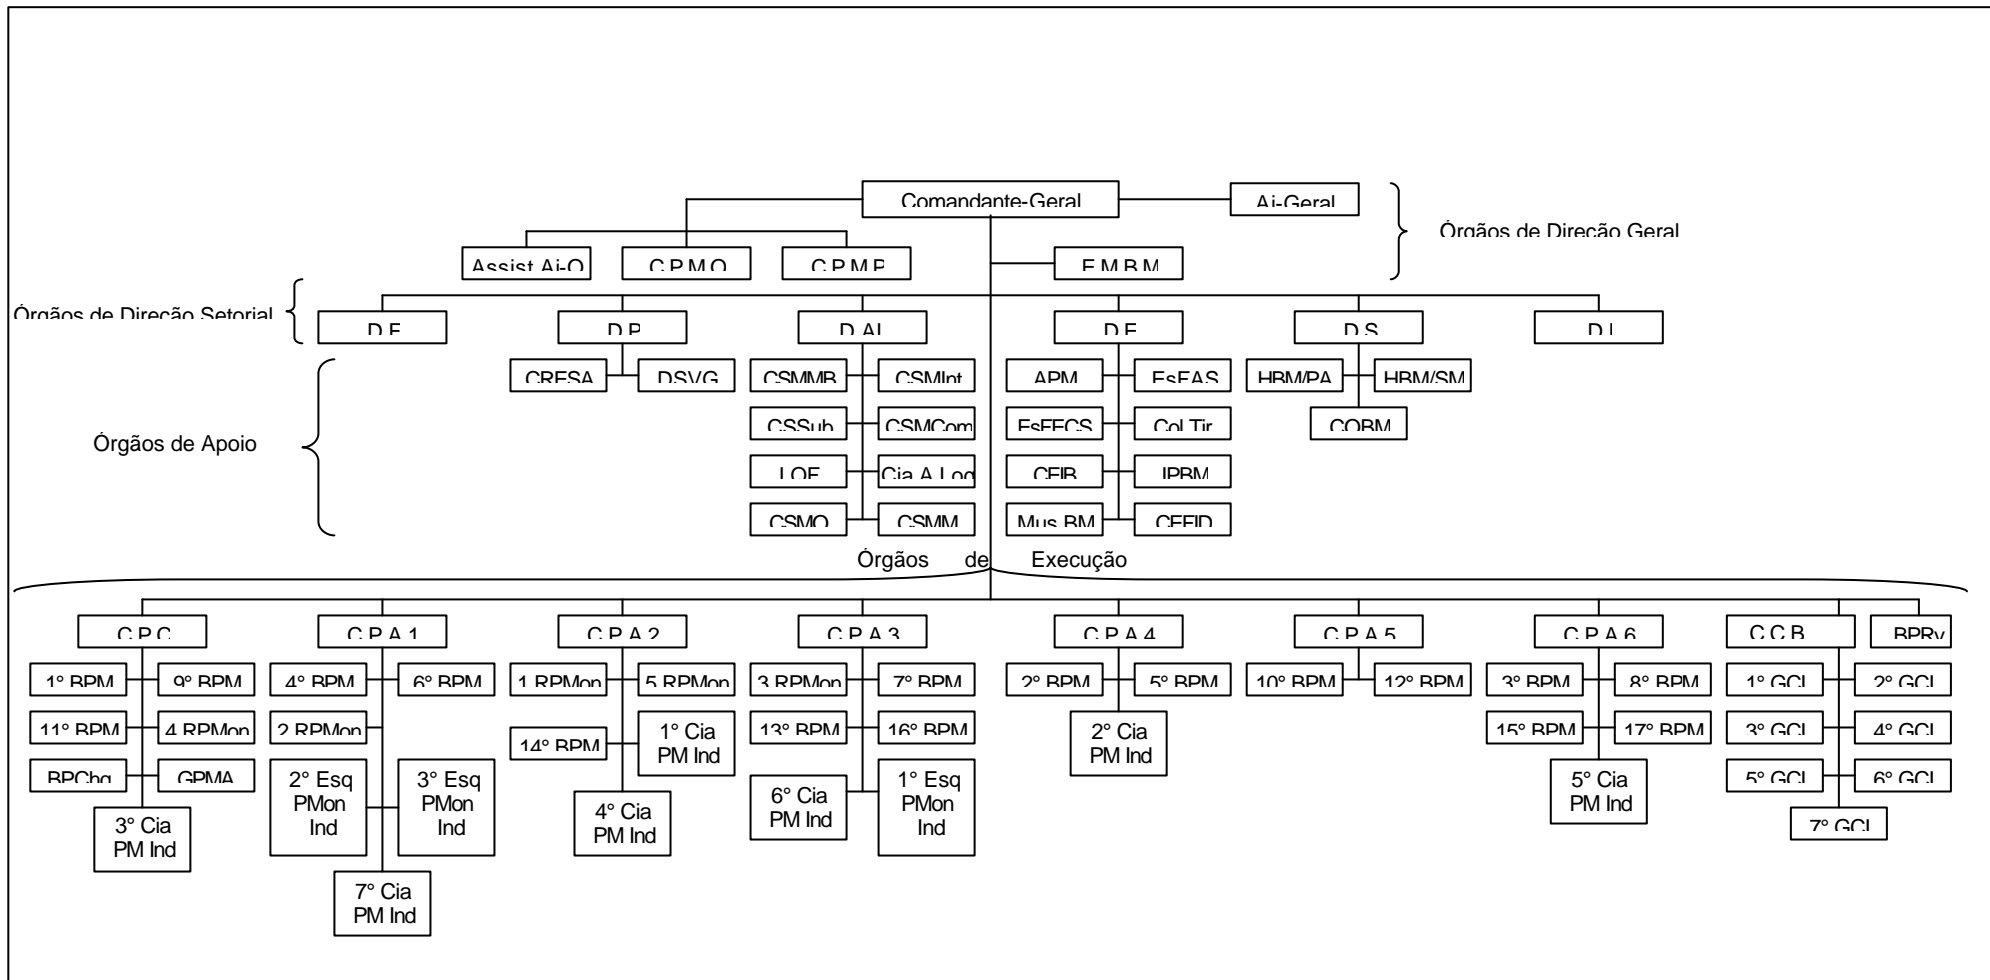 Comandante-Geral
Aj-Geral
Órgãos de Direção Geral
Assist
C.P.M.O
C.P.M.P
E.M.B.M
Órgãos de Direção Setorial
D.P
D.AL
D.S
CRESA
DSVG
CSMMB
CSMInt
APM
EsFAS
HBM/PA
HBM/SM
Órgãos de Apoio
CSSub
CSMCom
EsFECS
Col Tir
COBM
LQF
Cia A Log
CFIB
IPBM
CSMO
CSMM
Mus BM
CEFID
Órgãos de Execução
C.P.C
C.P.A.1
C.P.A.2
C.P.A.3
C.P.A.4
C.P.A.5
C.P.A.6
C.C.B
BPRv
1° BPM
9° BPM
4° BPM
6° BPM
1 RPMon
5 RPMon
3 RPMon
7° BPM
2° BPM
5° BPM
10° BPM
12° BPM
3° BPM
8° BPM
1° GCI
2° GCI
11° BPM
4 RPMon
2 RPMon
14° BPM
1° Cia
PM Ind
13° BPM
16° BPM
2° Cia
PM Ind
15° BPM
17° BPM
3° GCI
4° GCI
BPChq
GPMA
2° Esq
PMon
Ind
3° Esq
PMon
Ind
4° Cia
PM Ind
6° Cia
PM Ind
1° Esq
PMon
Ind
5° Cia
PM Ind
5° GCI
6° GCI
3° Cia
PM Ind
7° GCI
7° Cia
PM Ind